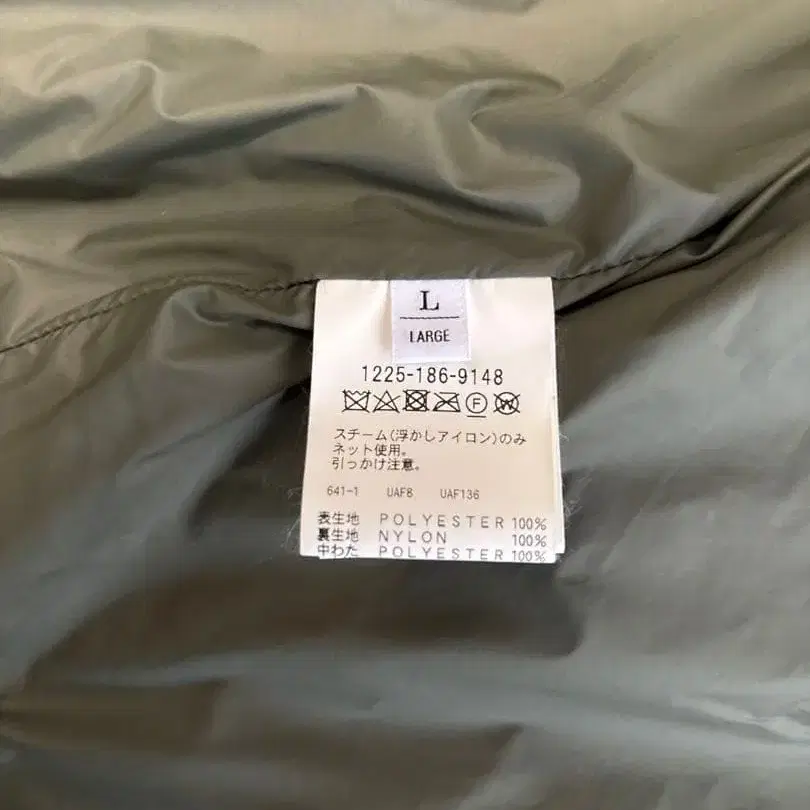 L
LARGE
1225-186-9148
F W
スチーム(浮かしアイロン)のみ
ネット使用。
引っかけ注意。
641-1 UAF8 UAF136
表生地 POLYESTER 100%
裏生地 NYLON 100%
中わた POLYESTER 100%